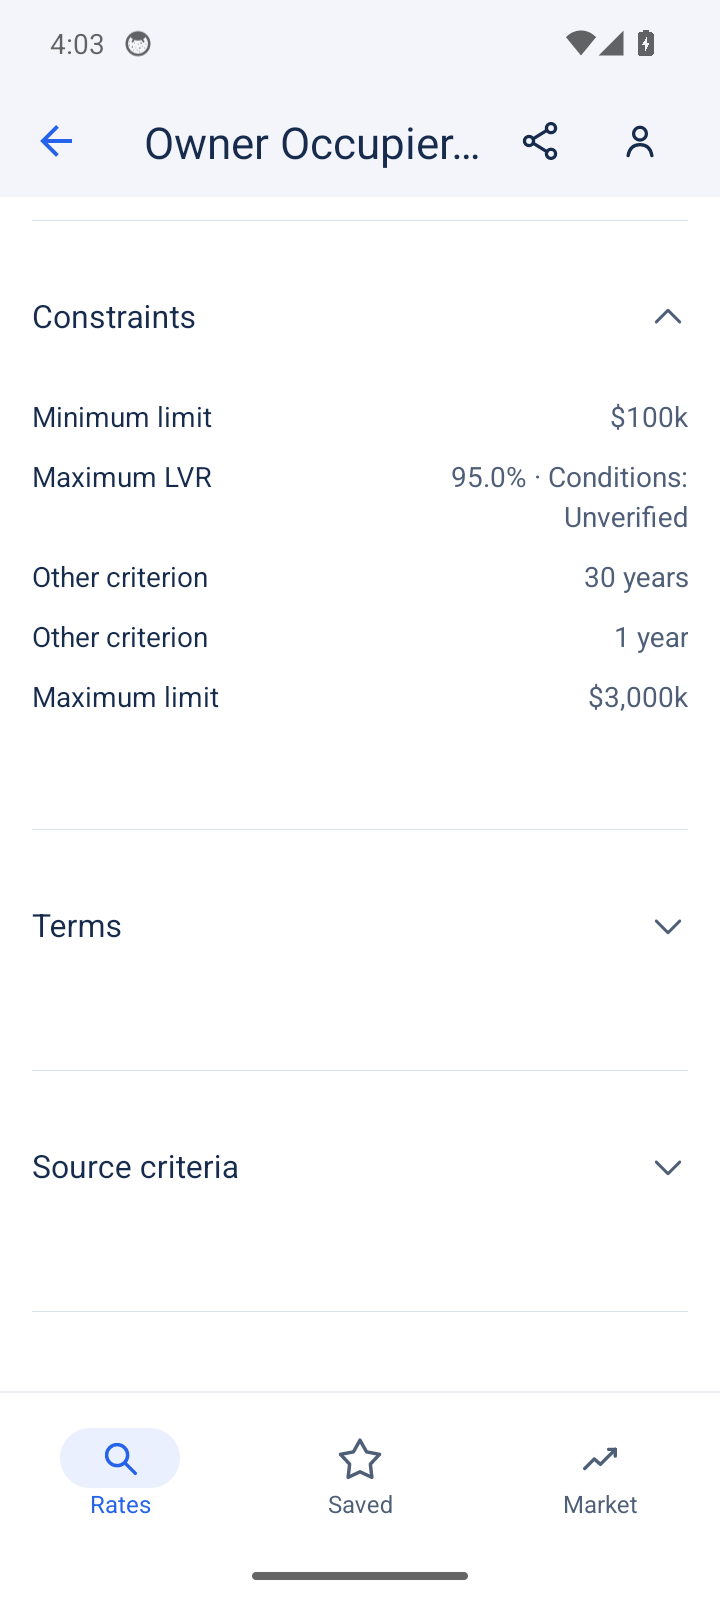 4:03
Owner Occupier...
Constraints
Minimum limit $100k
Maximum LVR 95.0% · Conditions:
Unverified
Other criterion 30 years
Other criterion 1 year
Maximum limit $3,000k
Terms
Source criteria
Rates Saved Market